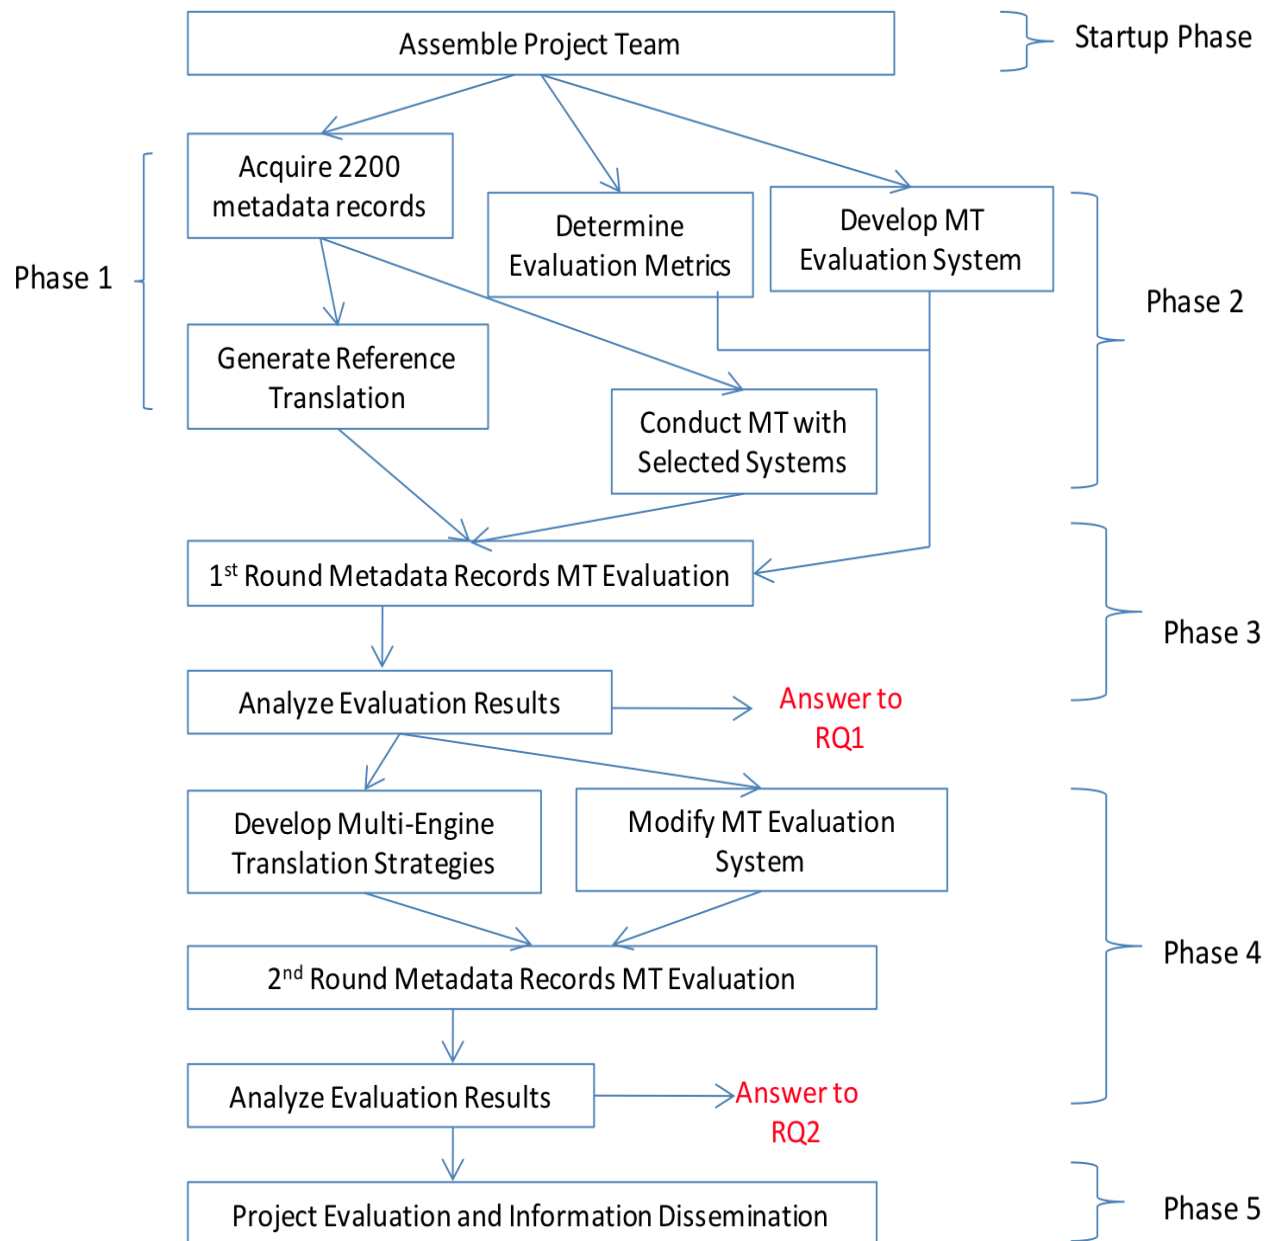 Assemble Project Team
Startup Phase
Acquire 2200
metadata records
Determine
Evaluation Metrics
Develop MT
Evaluation System
Phase 1
Phase 2
Generate Reference
Translation
Conduct MT with
Selected Systems
1st Round Metadata Records MT Evaluation
Phase 3
Analyze Evaluation Results
Answer to
RQ1
Develop Multi-Engine
Translation Strategies
Modify MT Evaluation
System
Phase 4
2nd Round Metadata Records MT Evaluation
Analyze Evaluation Results
Answer to
RQ2
Project Evaluation and Information Dissemination
Phase 5